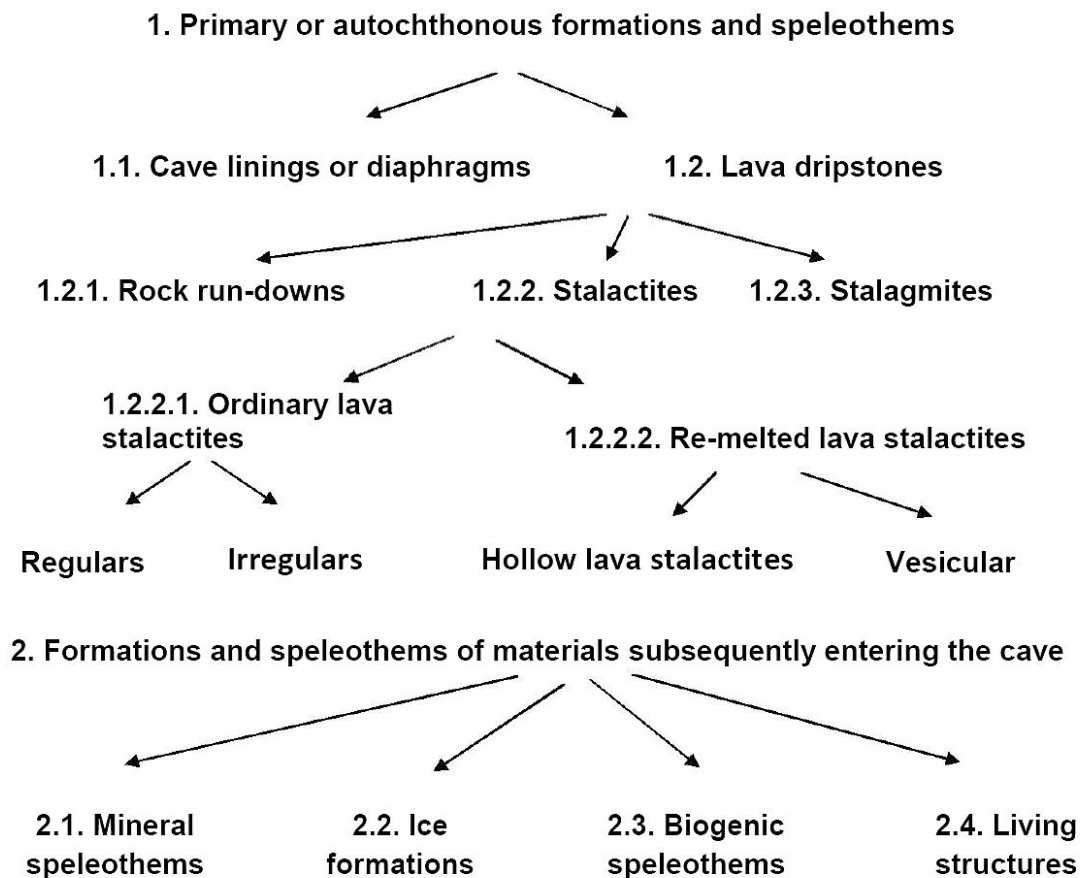 1. Primary or autochthonous formations and speleothems
1.1. Cave linings or diaphragms
1.2. Lava dripstones
1.2.1. Rock run-downs
1.2.2. Stalactites
1.2.3. Stalagmites
1.2.2.1. Ordinary lava
stalactites
1.2.2.2. Re-melted lava stalactites
Regulars
Irregulars
Hollow lava stalactites
Vesicular
2. Formations and speleothems of materials subsequently entering the cave
2.1. Mineral
speleothems
2.2. Ice
formations
2.3. Biogenic
speleothems
2.4. Living
structures